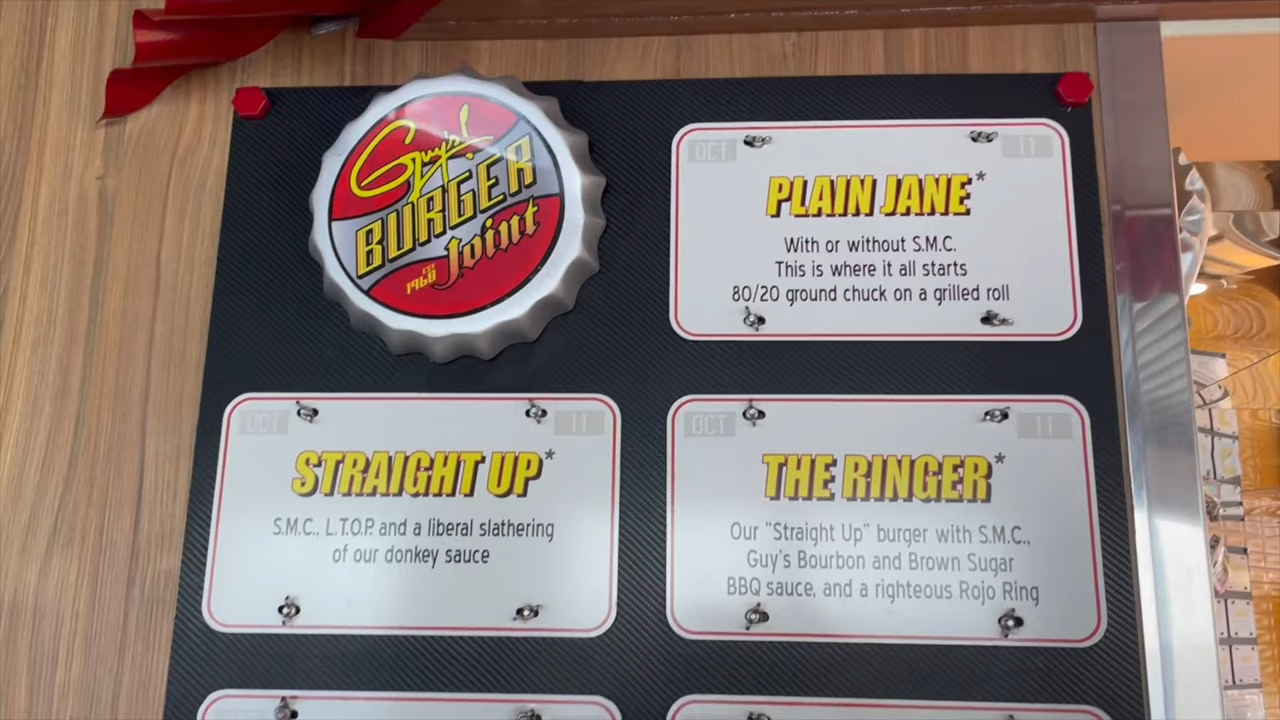 Guy's!
BURGER
Joint
EST
1968
OCT 11
PLAIN JANE*
With or without S.M.C.
This is where it all starts
80/20 ground chuck on a grilled roll
OCT 11
STRAIGHT UP*
S.M.C., L.T.O.P. and a liberal slathering
of our donkey sauce
OCT 11
THE RINGER*
Our “Straight Up” burger with S.M.C.,
Guy's Bourbon and Brown Sugar
BBQ sauce, and a righteous Rojo Ring